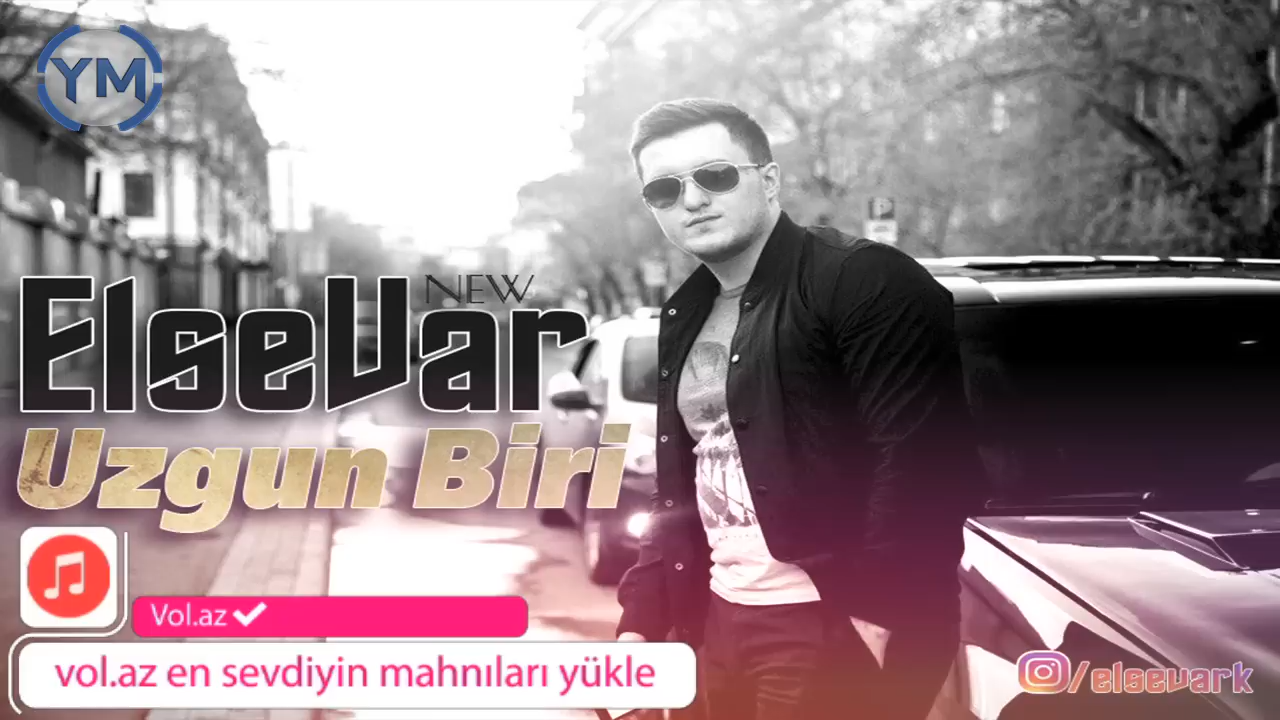 YM
NEW
ElseVar
Uzgun Biri
Vol.az
vol.az en sevdiyin mahnıları yükle
/elsevark
P